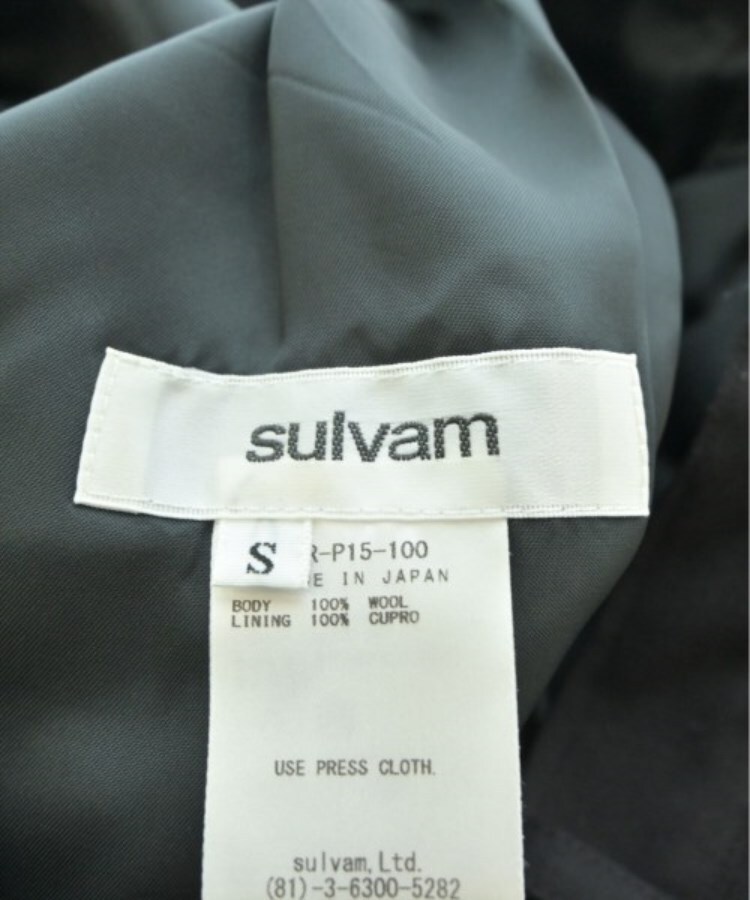 sulvam
S
R-P15-100
E IN JAPAN
BODY 100% WOOL
LINING 100% CUPRO
USE PRESS CLOTH.
sulvam,Ltd.
(81)-3-6300-5282